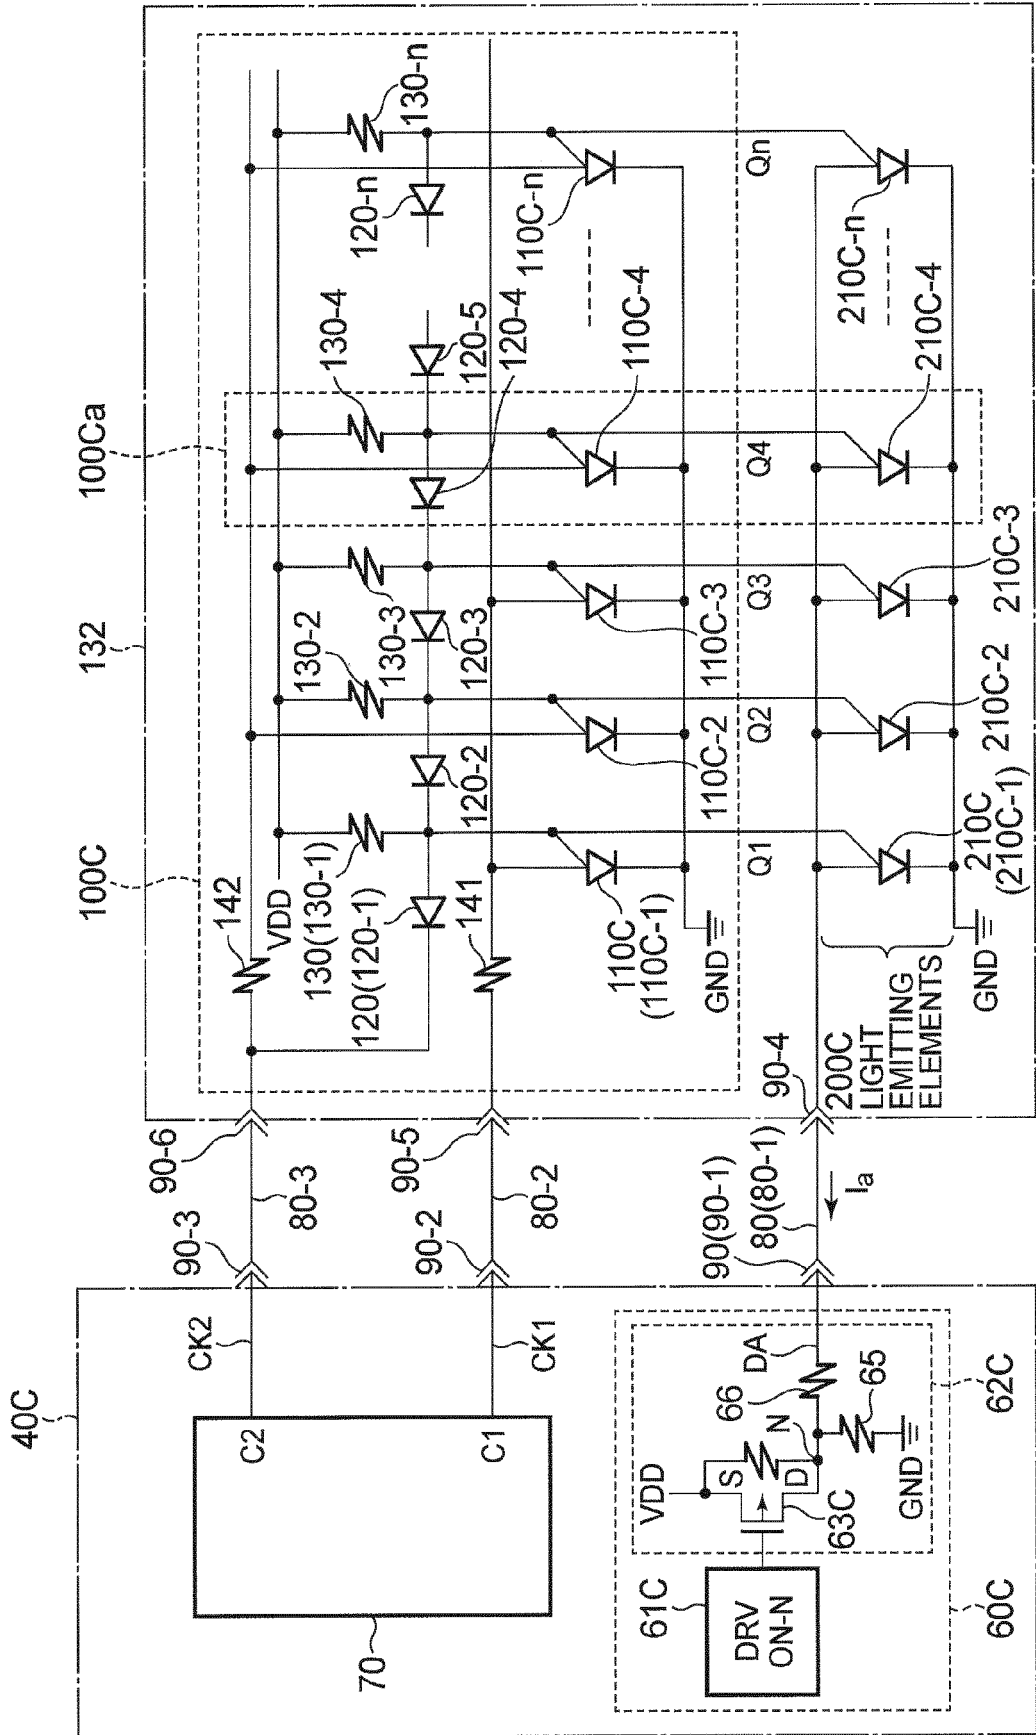 40C
CK2
C2
CK1
C1
70
61C
DRV
ON-N
VDD
S
D
63C
N
66
65
DA
GND
62C
60C
90-3
80-3
90-6
90-2
80-2
90-5
90(90-1)
80(80-1)
Ia
90-4
100C
132
100Ca
142
VDD
130(130-1)
120(120-1)
141
130-2
130-3
120-2
120-3
130-4
120-5
120-4
120-n
130-n
110C
(110C-1)
GND
110C-2
110C-3
110C-4
110C-n
Q1
Q2
Q3
Q4
Qn
200C
LIGHT
EMITTING
ELEMENTS
GND
210C
(210C-1)
210C-2
210C-3
210C-4
210C-n